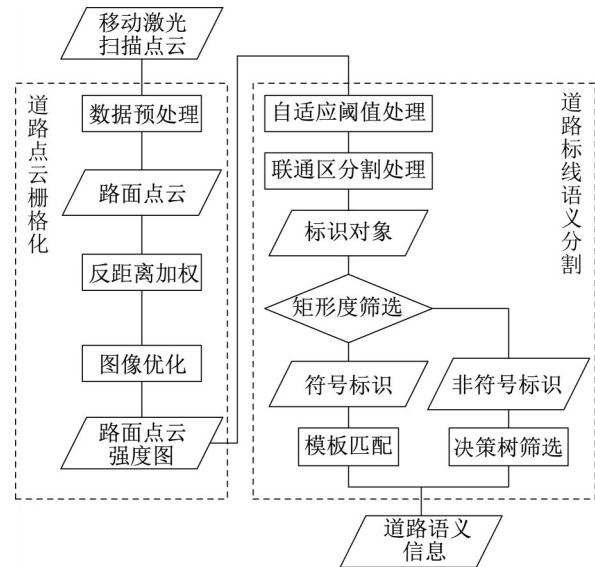 移动激光
扫描点云
道路点云栅格化
数据预处理
路面点云
反距离加权
图像优化
路面点云
强度图
道路标线语义分割
自适应阈值处理
联通区分割处理
标识对象
矩形度筛选
符号标识
非符号标识
模板匹配
决策树筛选
道路语义
信息